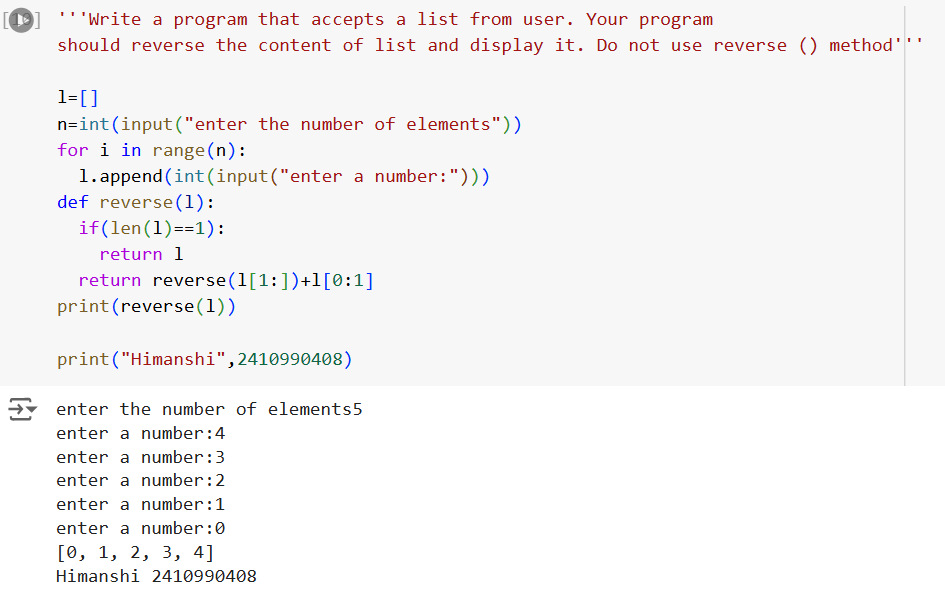 '''Write a program that accepts a list from user. Your program
should reverse the content of list and display it. Do not use reverse () method'''
l=[]
n=int(input("enter the number of elements"))
for i in range(n):
  l.append(int(input("enter a number:")))
def reverse(l):
  if(len(l)==1):
    return l
  return reverse(l[1:])+l[0:1]
print(reverse(l))
print("Himanshi",2410990408)
enter the number of elements5
enter a number:4
enter a number:3
enter a number:2
enter a number:1
enter a number:0
[0, 1, 2, 3, 4]
Himanshi 2410990408